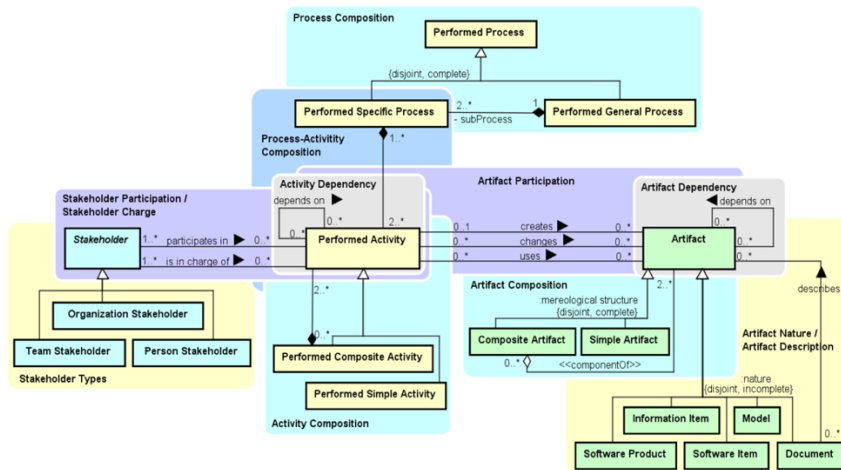 Process Composition
Performed Process
{disjoint, complete}
Performed Specific Process
2..*
1
- subProcess
Performed General Process
Process-Activitity
Composition
1..*
Stakeholder Participation /
Stakeholder Charge
Activity Dependency
depends on
0..*
0..*
2..*
Artifact Participation
Artifact Dependency
depends on
0..*
0..*
Stakeholder
1..*
participates in
0..*
1..*
is in charge of
0..*
Performed Activity
0..1
creates
0..*
0..*
changes
0..*
0..*
uses
0..*
Artifact
0..*
describes
Organization Stakeholder
Team Stakeholder
Person Stakeholder
Stakeholder Types
2..*
0..*
Performed Composite Activity
Performed Simple Activity
Activity Composition
Artifact Composition
2..*
:mereological structure
{disjoint, complete}
Composite Artifact
Simple Artifact
0..*
<<componentOf>>
Artifact Nature /
Artifact Description
:nature
{disjoint, incomplete}
Information Item
Model
0..*
Software Product
Software Item
Document